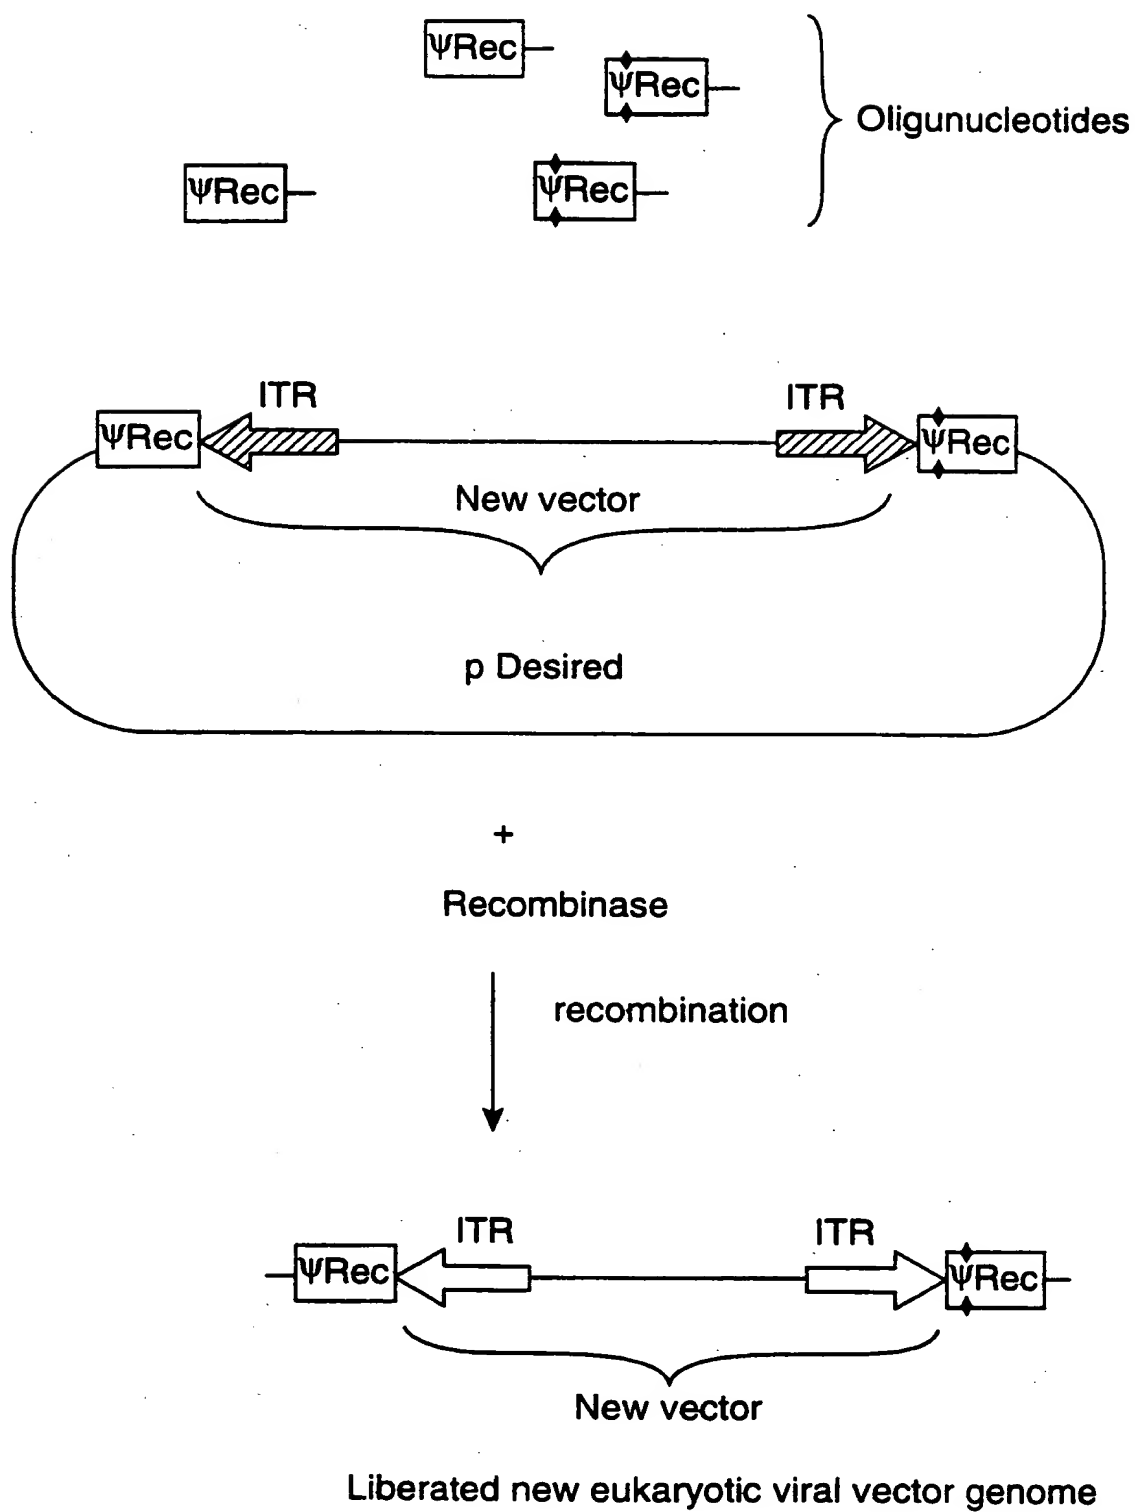 ΨRec
ΨRec
Oligunucleotides
ΨRec
ΨRec
ITR
ITR
ΨRec
ΨRec
New vector
p Desired
+
Recombinase
recombination
ITR
ITR
ΨRec
ΨRec
New vector
Liberated new eukaryotic viral vector genome